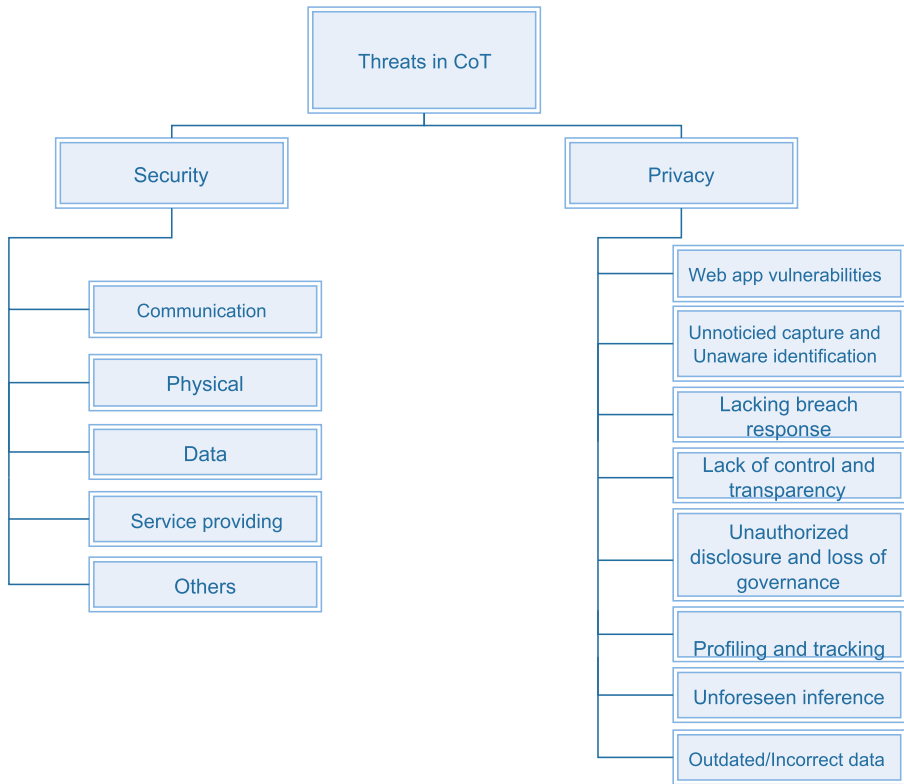 Threats in CoT
Security
Privacy
Communication
Physical
Data
Service providing
Others
Web app vulnerabilities
Unnoticied capture and
Unaware identification
Lacking breach
response
Lack of control and
transparency
Unauthorized
disclosure and loss of
governance
Profiling and tracking
Unforeseen inference
Outdated/Incorrect data